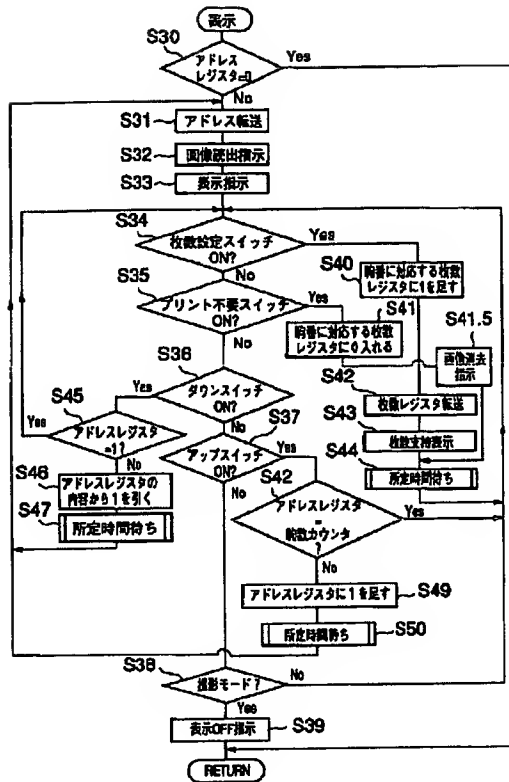 表示
S30
アドレス
レジスタ=0
Yes
No
S31
アドレス転送
S32
画像読出指示
S33
表示指示
S34
枚数設定スイッチ
ON?
Yes
No
S40
駒番に対応する枚数
レジスタに1を足す
S35
プリント不要スイッチ
ON?
Yes
No
S41
駒番に対応する枚数
レジスタに0入れる
S41.5
画像消去
指示
S42
枚数レジスタ転送
S43
枚数支持表示
S44
所定時間待ち
S36
ダウンスイッチ
ON?
Yes
No
S45
アドレスレジスタ
=1?
Yes
No
S46
アドレスレジスタの
内容から1を引く
S47
所定時間待ち
S37
アップスイッチ
ON?
Yes
No
S42
アドレスレジスタ
=
駒数カウンタ
?
Yes
No
アドレスレジスタに1を足す
S49
所定時間待ち
S50
S38
撮影モード?
No
Yes
表示OFF指示
S39
RETURN